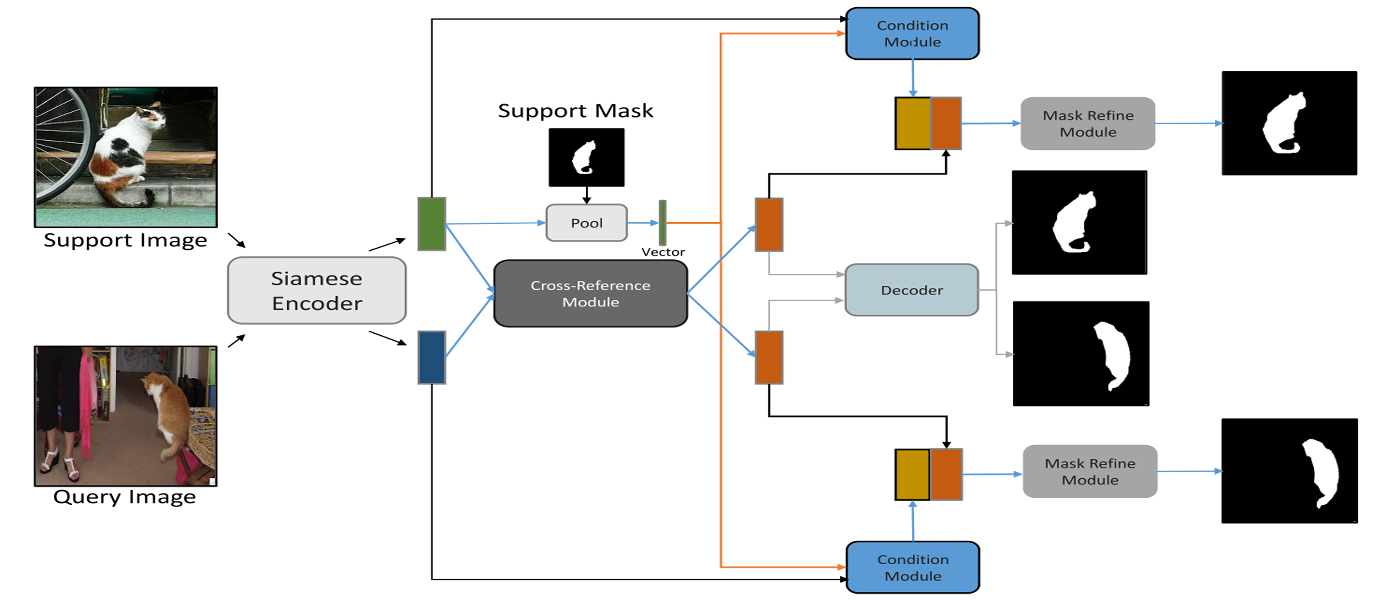 Condition
Module
Support Mask
Mask Refine
Module
Pool
Support Image
Vector
Siamese
Encoder
Cross-Reference
Module
Decoder
Query Image
Mask Refine
Module
Condition
Module